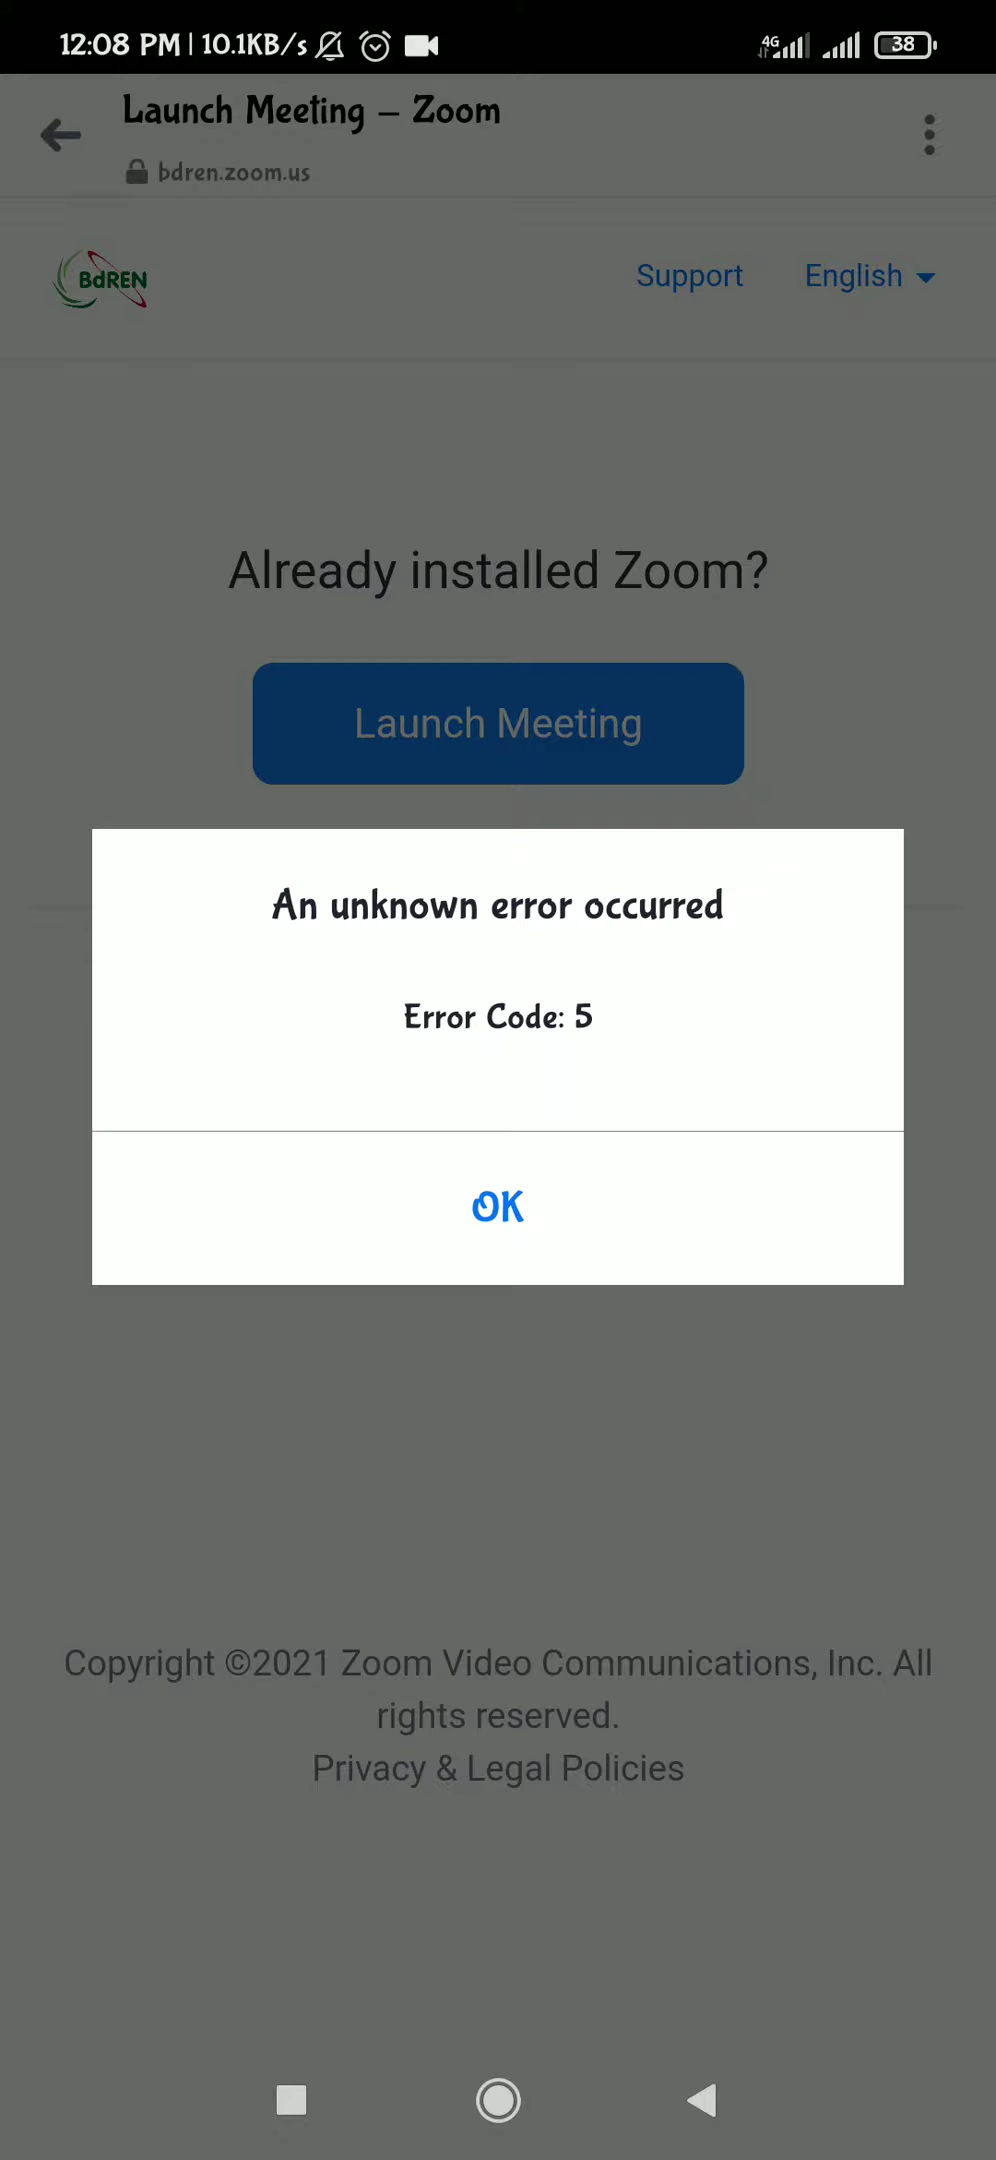 12:08 PM | 10.1KB/s 4G 38
Launch Meeting – Zoom
bdren.zoom.us
BdREN Support English
Already installed Zoom?
Launch Meeting
An unknown error occurred
Error Code: 5
OK
Copyright ©2021 Zoom Video Communications, Inc. All
rights reserved.
Privacy & Legal Policies